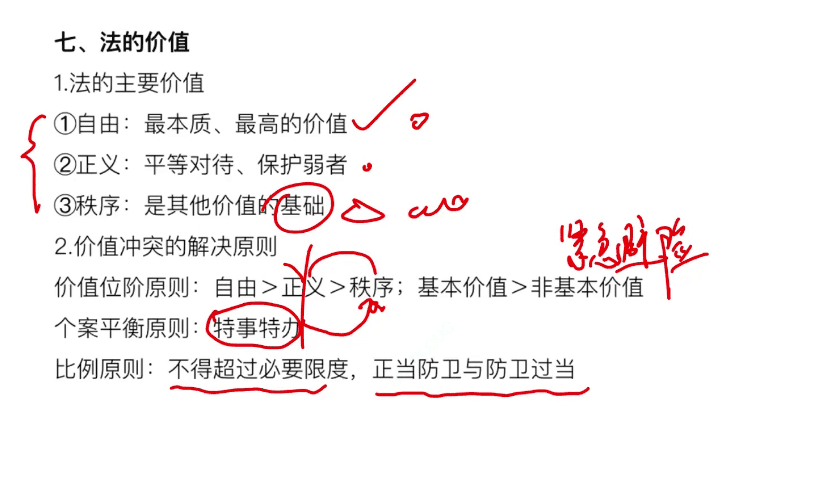 七、法的价值
1.法的主要价值
①自由：最本质、最高的价值
②正义：平等对待、保护弱者
③秩序：是其他价值的基础
2.价值冲突的解决原则
紧急避险
价值位阶原则：自由＞正义＞秩序；基本价值＞非基本价值
个案平衡原则：特事特办
比例原则：不得超过必要限度，正当防卫与防卫过当